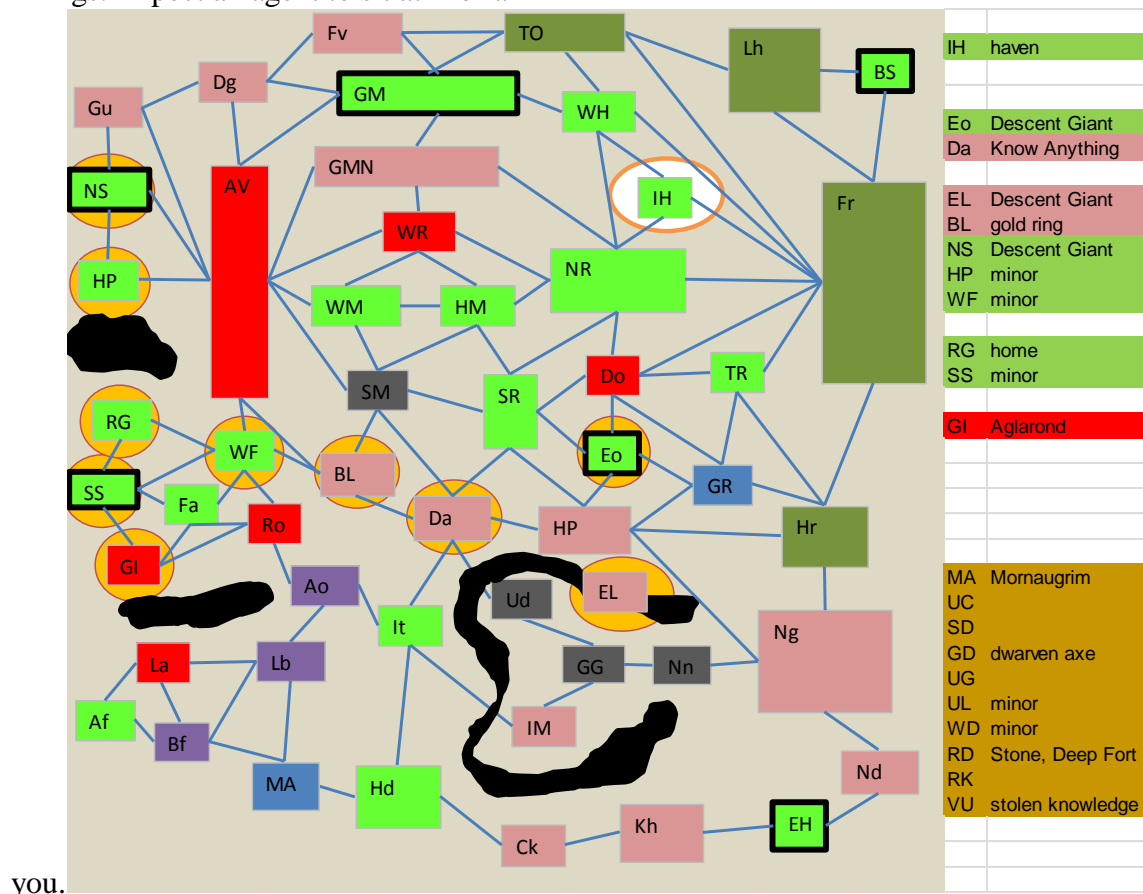 Fv
TO
Lh
BS
Dg
GM
WH
Gu
GMN
IH
Fr
NS
AV
WR
HP
NR
WM
HM
SM
SR
Do
TR
RG
WF
BL
Eo
GR
SS
Fa
Ro
Da
HP
Hr
GI
Ao
Ud
EL
It
Ng
La
Lb
GG
Nn
Af
Bf
IM
MA
Hd
Nd
Ck
Kh
EH
IH haven
Eo Descent Giant
Da Know Anything
EL Descent Giant
BL gold ring
NS Descent Giant
HP minor
WF minor
RG home
SS minor
GI Aglarond
MA Mornaugrim
UC
SD
GD dwarven axe
UG
UL minor
WD minor
RD Stone, Deep Fort
RK
VU stolen knowledge
you.